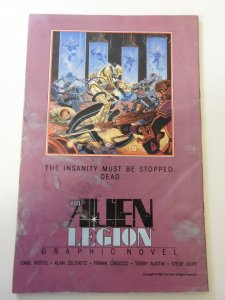 THE INSANITY MUST BE STOPPED.
DEAD.
THE ALIEN
LEGION
GRAPHIC NOVEL
CARL POTTS • ALAN ZELENETZ • FRANK CIROCCO • TERRY AUSTIN • STEVE OLIFF